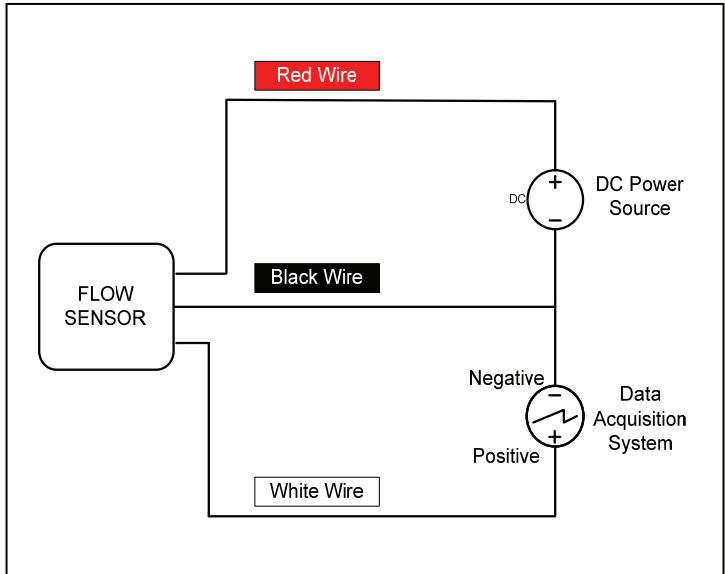 Red Wire
+
DC
−
DC Power
Source
Black Wire
FLOW
SENSOR
Negative
−
+
Positive
Data
Acquisition
System
White Wire